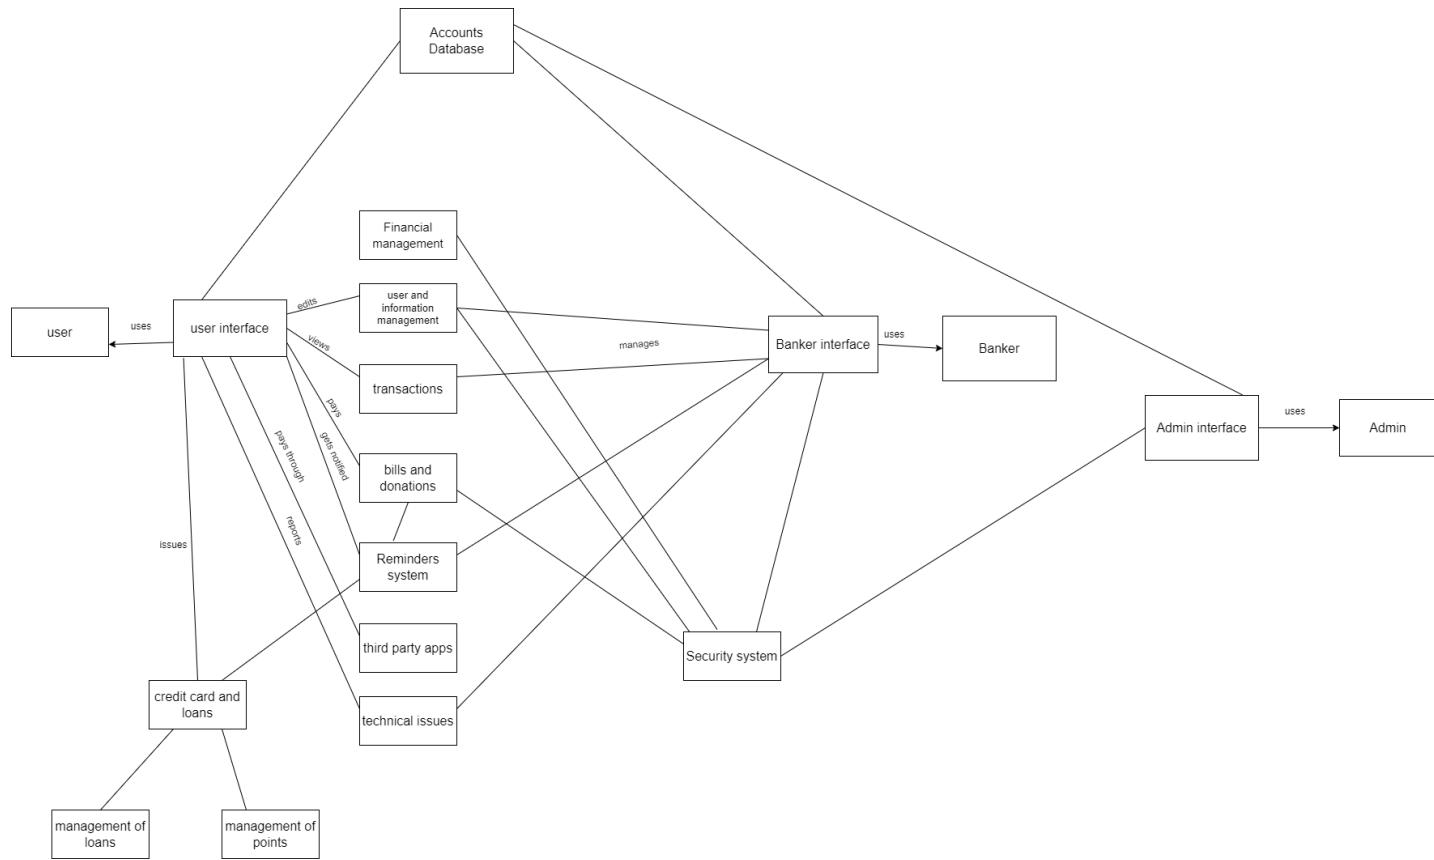 Accounts
Database
Financial
management
user and
information
management
edits
user
uses
user interface
views
manages
Banker interface
uses
Banker
transactions
pays
Admin interface
uses
Admin
pays through
gets notified
bills and
donations
reports
issues
Reminders
system
third party apps
Security system
credit card and
loans
technical issues
management of
loans
management of
points